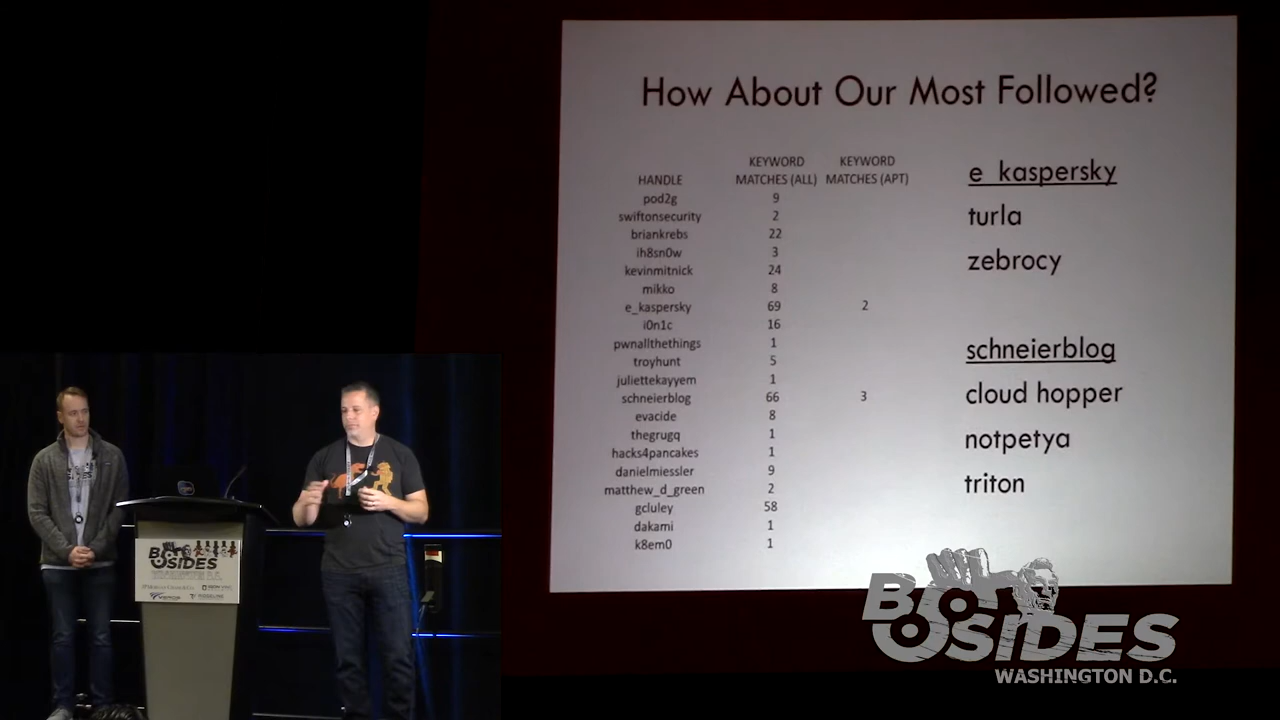 How About Our Most Followed?
HANDLE KEYWORD MATCHES (ALL) KEYWORD MATCHES (APT)
pod2g 9
swiftonsecurity 2
briankrebs 22
ih8sn0w 3
kevinmitnick 24
mikko 8
e_kaspersky 69 2
i0n1c 16
pwnallthethings 1
troyhunt 5
juliettekayyem 1
schneierblog 66 3
evacide 8
thegrugq 1
hacks4pancakes 1
danielmiessler 9
matthew_d_green 2
gcluley 58
dakami 1
k8em0 1
e_kaspersky
turla
zebrocy
schneierblog
cloud hopper
notpetya
triton
BSIDES
BSIDES
WASHINGTON D.C.